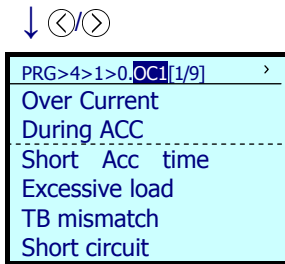 ↓ <)/(>)
PRG>4>1>0.OC1[1/9] >
Over Current
During ACC
Short Acc time
Excessive load
TB mismatch
Short circuit